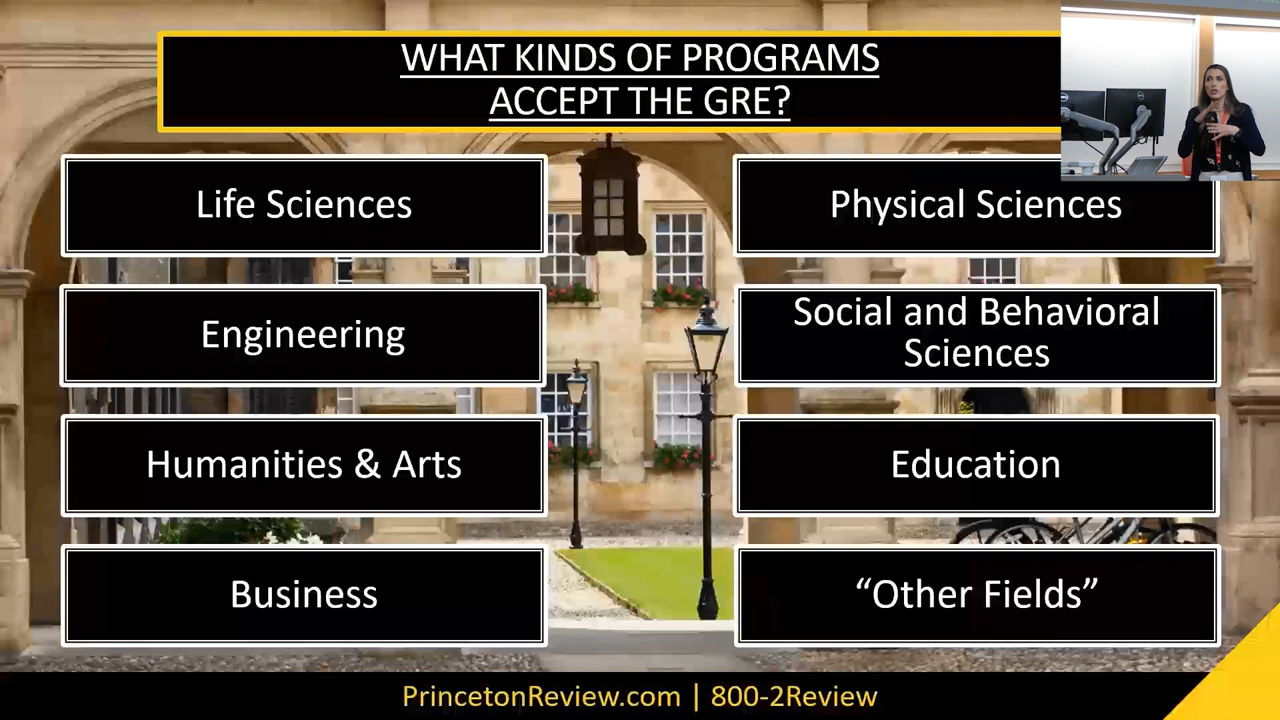 WHAT KINDS OF PROGRAMS
ACCEPT THE GRE?
Life Sciences
Physical Sciences
Engineering
Social and Behavioral
Sciences
Humanities & Arts
Education
Business
“Other Fields”
PrincetonReview.com | 800-2Review